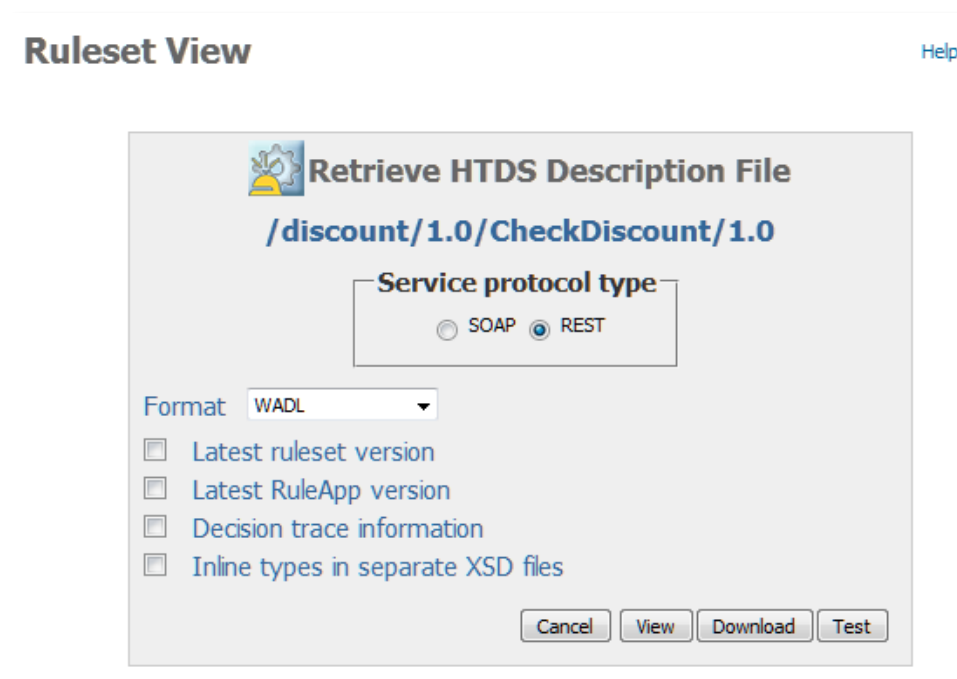 Ruleset View
Help
Retrieve HTDS Description File
/discount/1.0/CheckDiscount/1.0
Service protocol type
SOAP REST
Format WADL
Latest ruleset version
Latest RuleApp version
Decision trace information
Inline types in separate XSD files
Cancel View Download Test